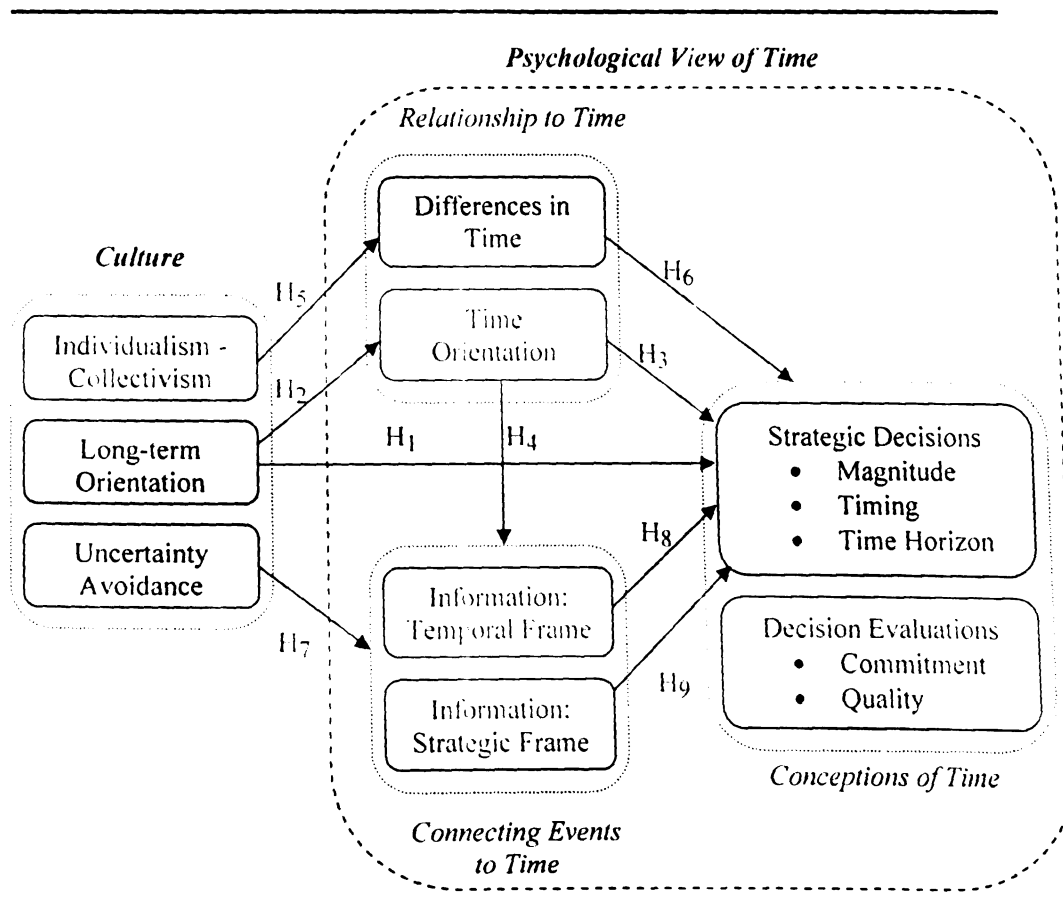 Psychological View of Time
Relationship to Time
Differences in
Time
Culture
H5
H6
Individualism -
Collectivism
Time
Orientation
H2
H3
Long-term
Orientation
H1
H4
Strategic Decisions
• Magnitude
• Timing
• Time Horizon
Uncertainty
Avoidance
H8
Information:
Temporal Frame
H7
Decision Evaluations
• Commitment
• Quality
H9
Information:
Strategic Frame
Conceptions of Time
Connecting Events
to Time